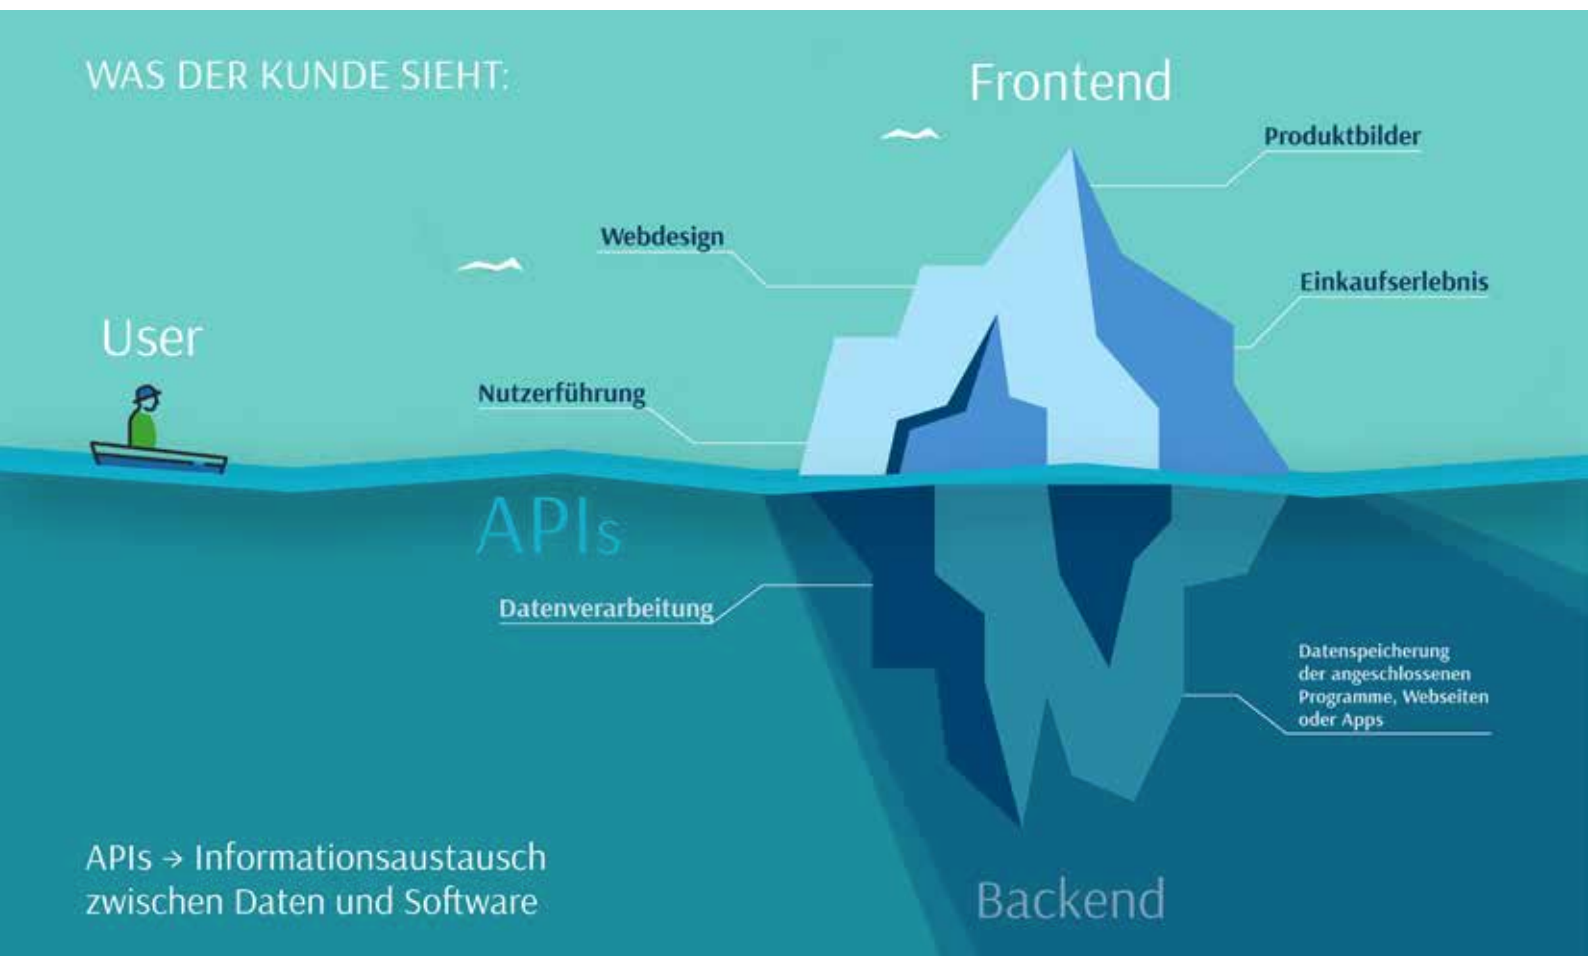 WAS DER KUNDE SIEHT:
Frontend
Produktbilder
Webdesign
Einkaufserlebnis
User
Nutzerführung
APIs
Datenverarbeitung
Datenspeicherung
der angeschlossenen
Programme, Webseiten
oder Apps
APIs → Informationsaustausch
zwischen Daten und Software
Backend